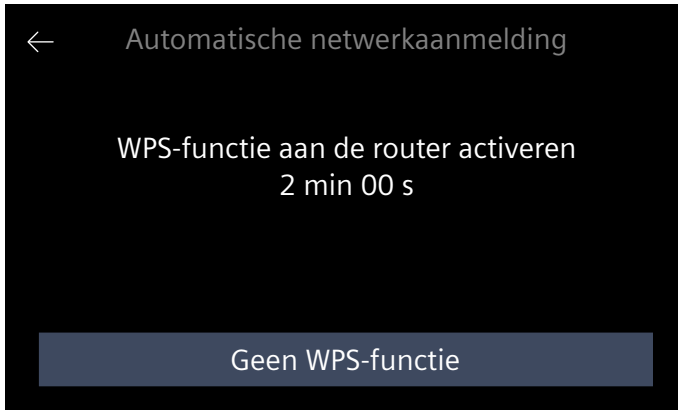 Automatische netwerkaanmelding
WPS-functie aan de router activeren
2 min 00 s
Geen WPS-functie